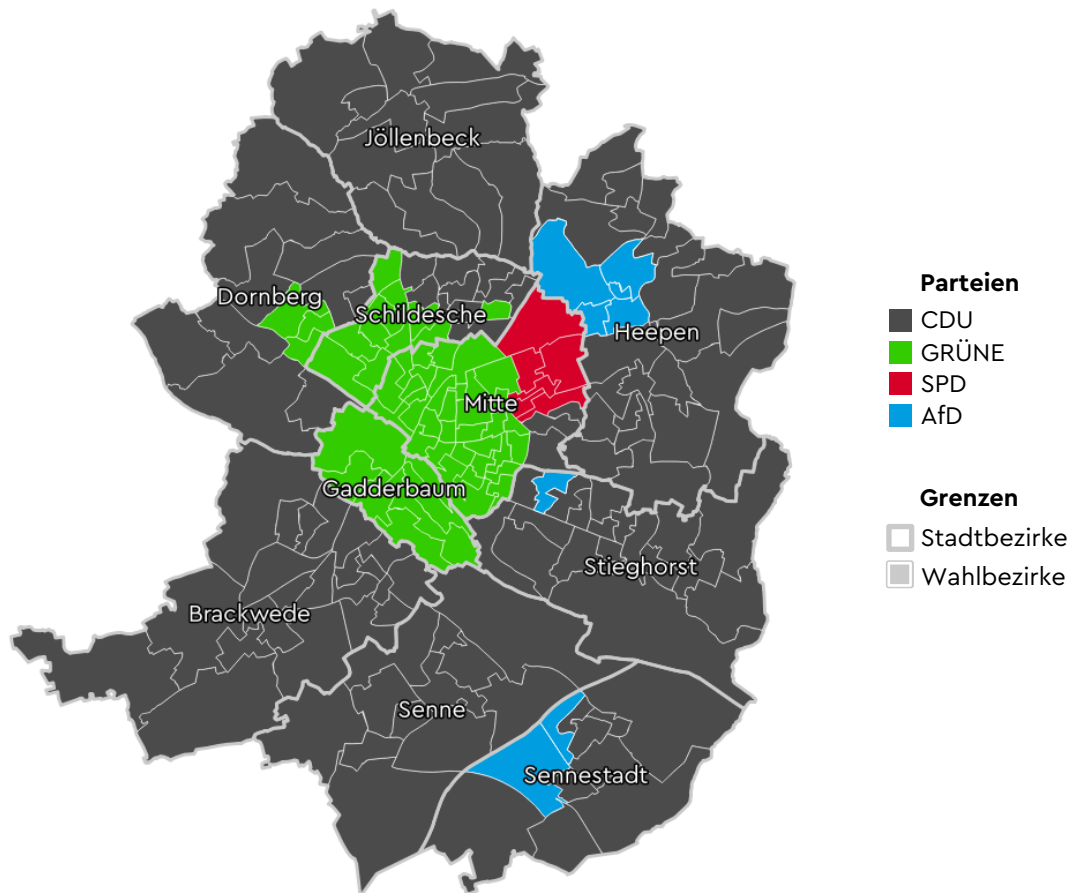 Jöllenbeck
Dornberg
Schildesche
Heepen
Mitte
Gadderbaum
Stieghorst
Brackwede
Senne
Sennestadt
Parteien
CDU
GRÜNE
SPD
AfD
Grenzen
Stadtbezirke
Wahlbezirke